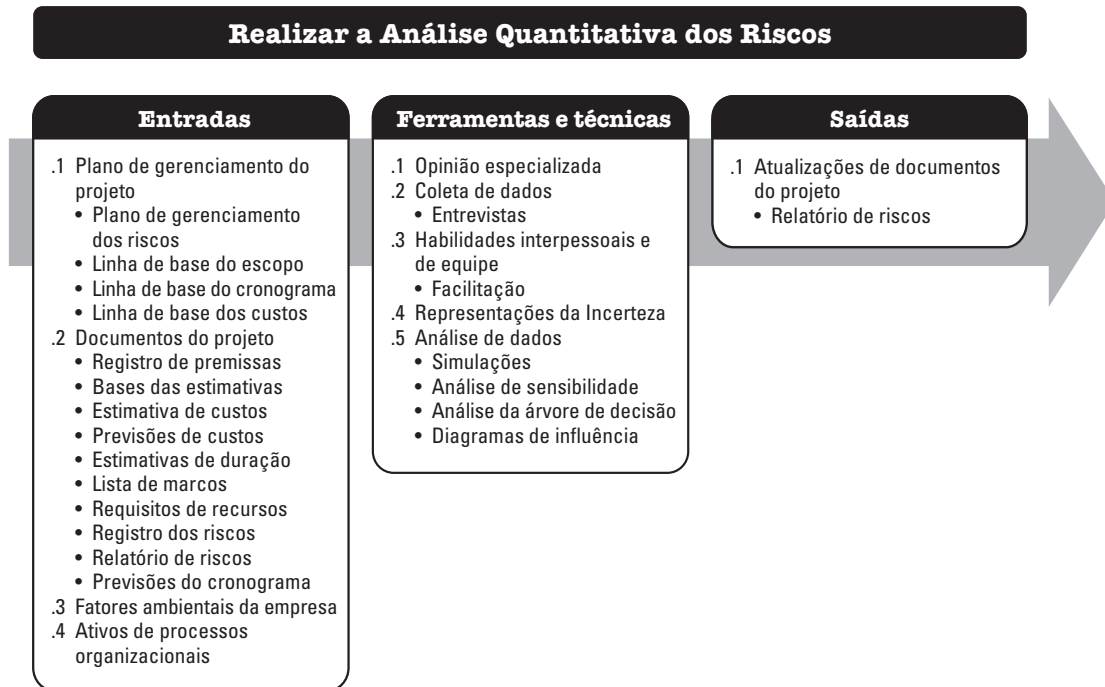 Realizar a Análise Quantitativa dos Riscos
Entradas
.1 Plano de gerenciamento do
projeto
• Plano de gerenciamento
dos riscos
• Linha de base do escopo
• Linha de base do cronograma
• Linha de base dos custos
.2 Documentos do projeto
• Registro de premissas
• Bases das estimativas
• Estimativa de custos
• Previsões de custos
• Estimativas de duração
• Lista de marcos
• Requisitos de recursos
• Registro dos riscos
• Relatório de riscos
• Previsões do cronograma
.3 Fatores ambientais da empresa
.4 Ativos de processos
organizacionais
Ferramentas e técnicas
.1 Opinião especializada
.2 Coleta de dados
• Entrevistas
.3 Habilidades interpessoais e
de equipe
• Facilitação
.4 Representações da Incerteza
.5 Análise de dados
• Simulações
• Análise de sensibilidade
• Análise da árvore de decisão
• Diagramas de influência
Saídas
.1 Atualizações de documentos
do projeto
• Relatório de riscos